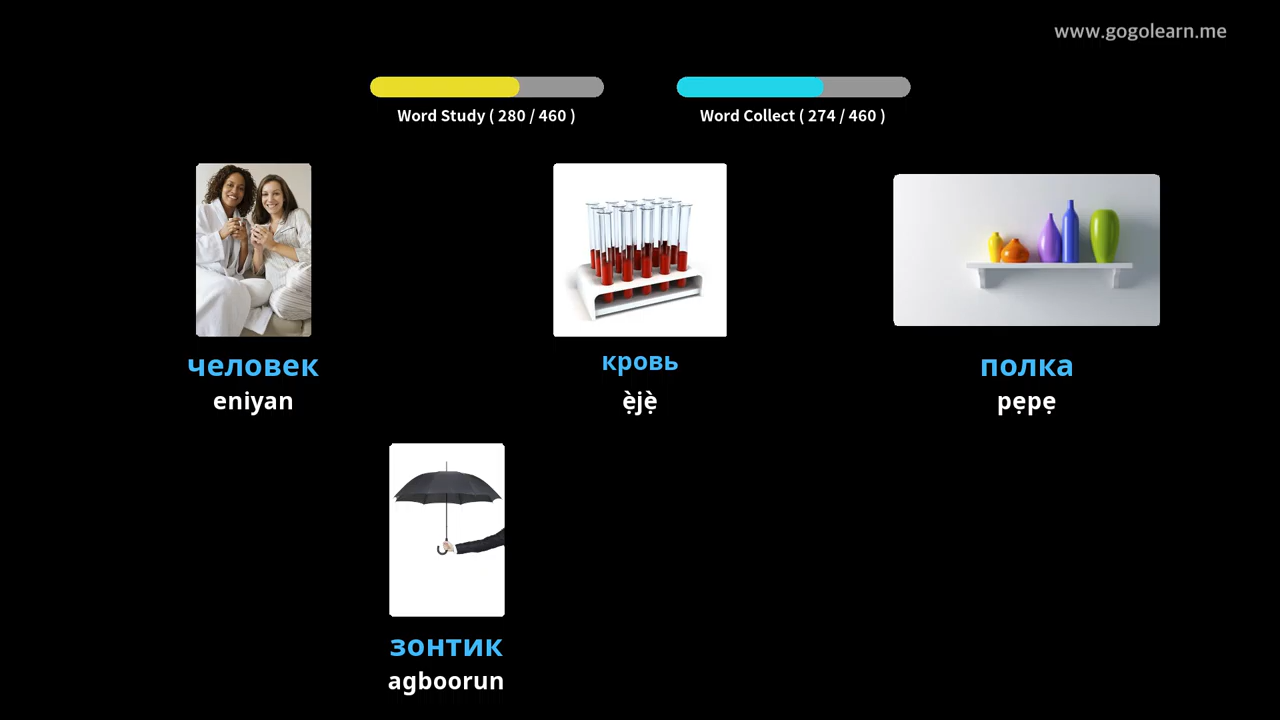 www.gogolearn.me
Word Study ( 280 / 460 )
Word Collect ( 274 / 460 )
человек
eniyan
кровь
ẹ̀jẹ̀
полка
pẹpẹ
зонтик
agboorun